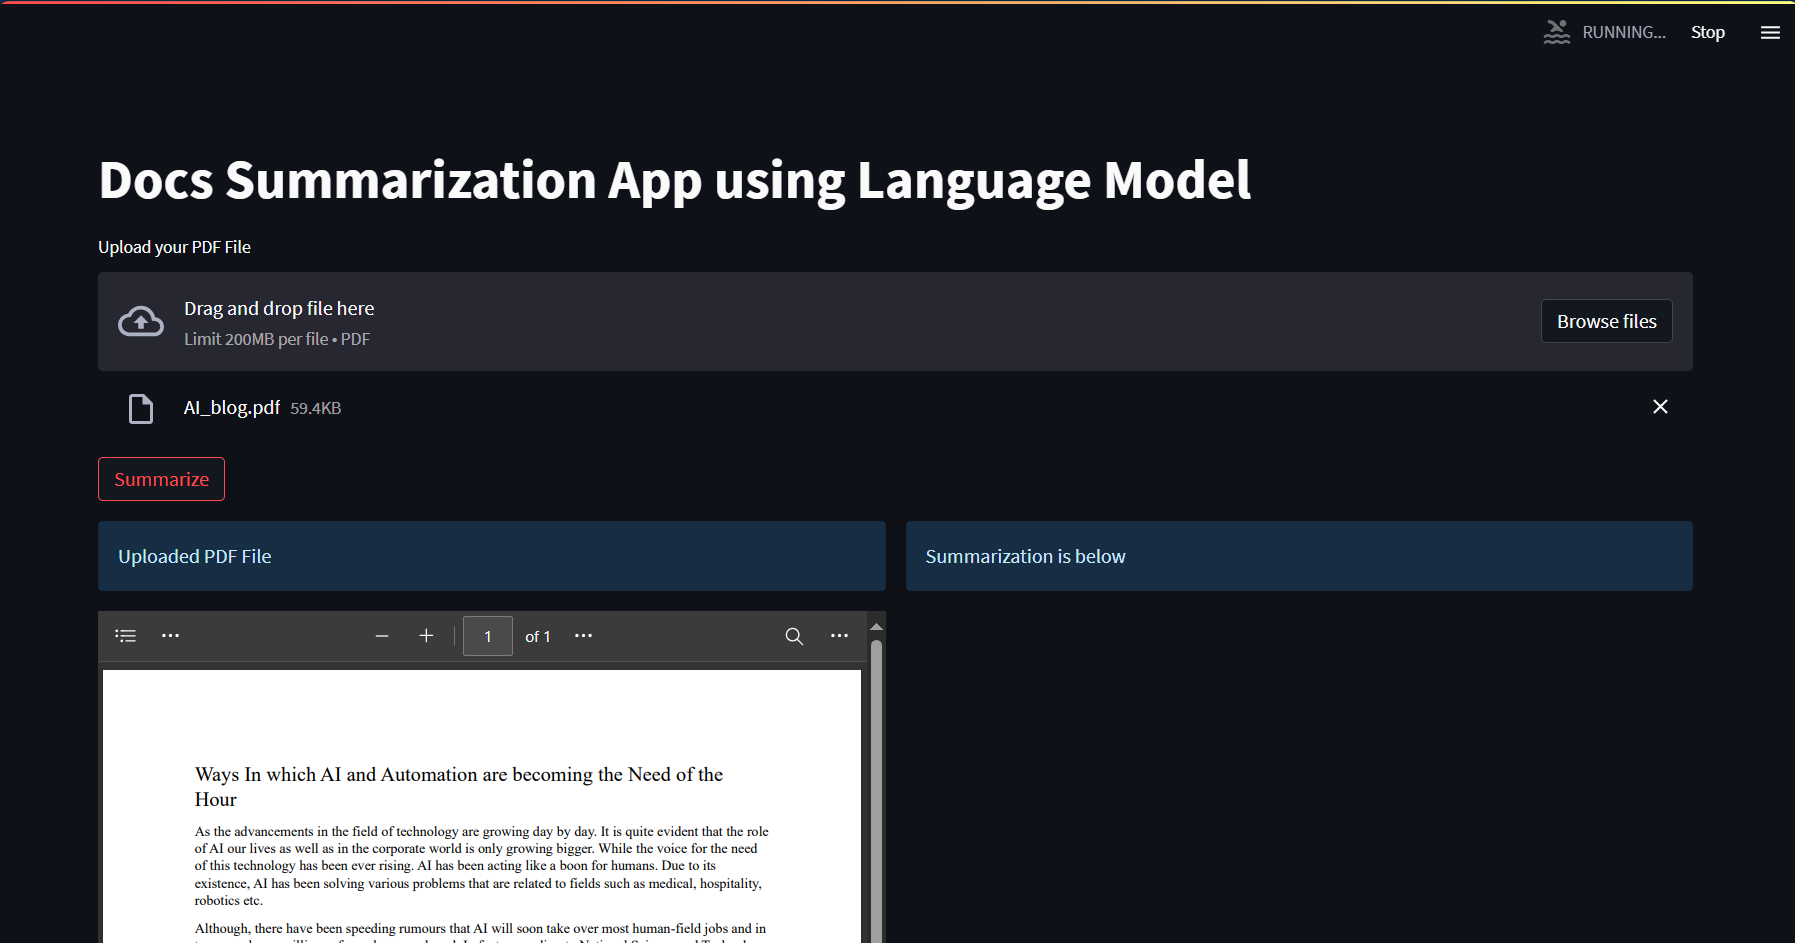 RUNNING...
Stop
Docs Summarization App using Language Model
Upload your PDF File
Drag and drop file here
Limit 200MB per file • PDF
Browse files
AI_blog.pdf 59.4KB
Summarize
Uploaded PDF File
Summarization is below
1 of 1
Ways In which AI and Automation are becoming the Need of the
Hour
As the advancements in the field of technology are growing day by day. It is quite evident that the role
of AI our lives as well as in the corporate world is only growing bigger. While the voice for the need
of this technology has been ever rising. AI has been acting like a boon for humans. Due to its
existence, AI has been solving various problems that are related to fields such as medical, hospitality,
robotics etc.
Although, there have been speeding rumours that AI will soon take over most human-field jobs and in